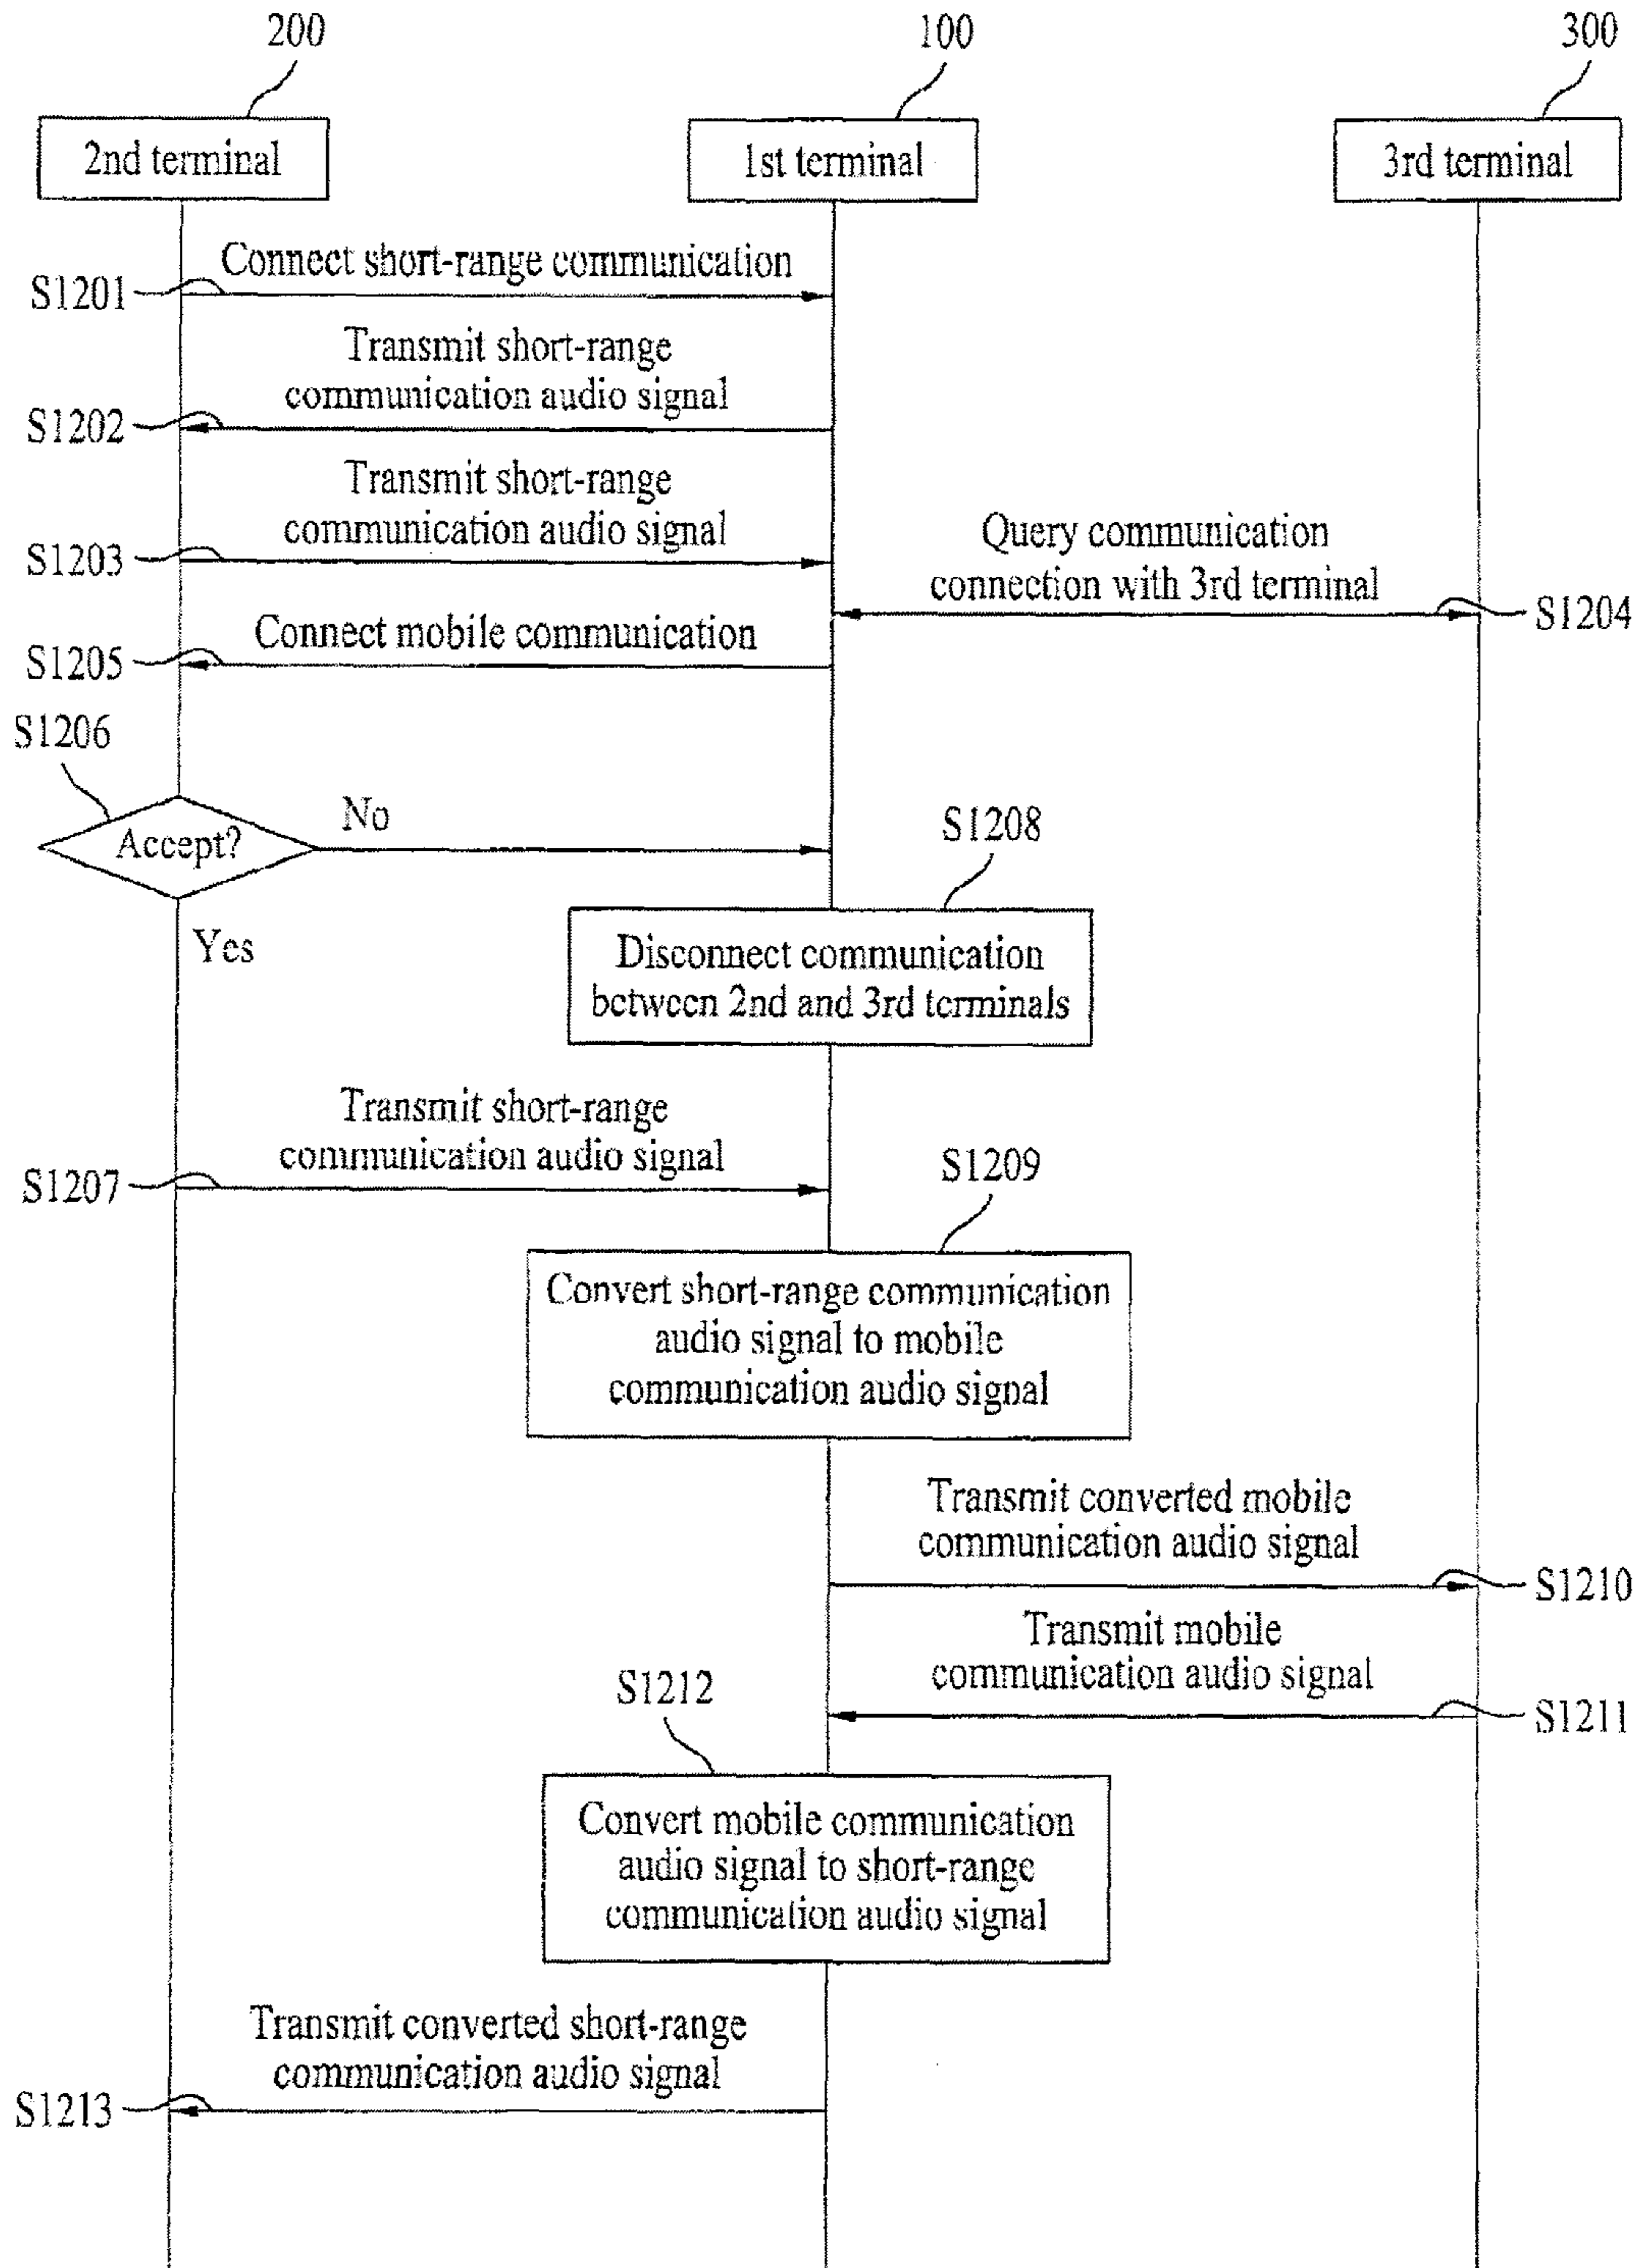 200
100
300
2nd terminal
1st terminal
3rd terminal
Connect short-range communication
S1201
Transmit short-range
communication audio signal
S1202
Transmit short-range
communication audio signal
S1203
Query communication
connection with 3rd terminal
S1204
Connect mobile communication
S1205
S1206
Accept?
No
Yes
S1208
Disconnect communication
between 2nd and 3rd terminals
Transmit short-range
communication audio signal
S1207
S1209
Convert short-range communication
audio signal to mobile
communication audio signal
Transmit converted mobile
communication audio signal
S1210
Transmit mobile
communication audio signal
S1211
S1212
Convert mobile communication
audio signal to short-range
communication audio signal
Transmit converted short-range
communication audio signal
S1213